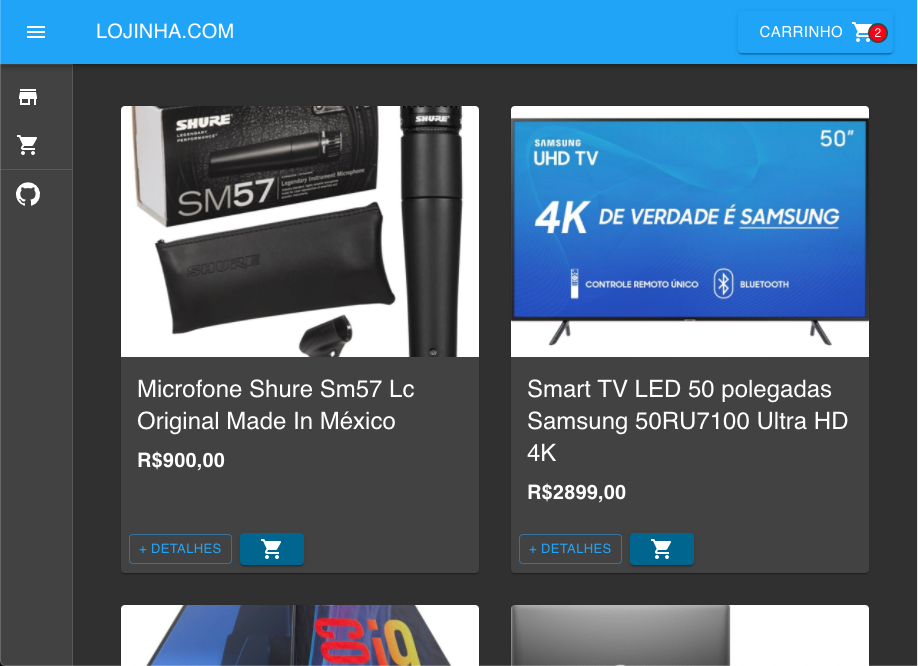 LOJINHA.COM
CARRINHO
2
SHURE
LEGENDARY
PERFORMANCE
SM57
Legendary Instrument Microphone
SHURE
SHURE
SAMSUNG
UHD TV
50"
4K DE VERDADE É SAMSUNG
CONTROLE REMOTO ÚNICO
BLUETOOTH
Microfone Shure Sm57 Lc
Original Made In México
R$900,00
+ DETALHES
Smart TV LED 50 polegadas
Samsung 50RU7100 Ultra HD
4K
R$2899,00
+ DETALHES